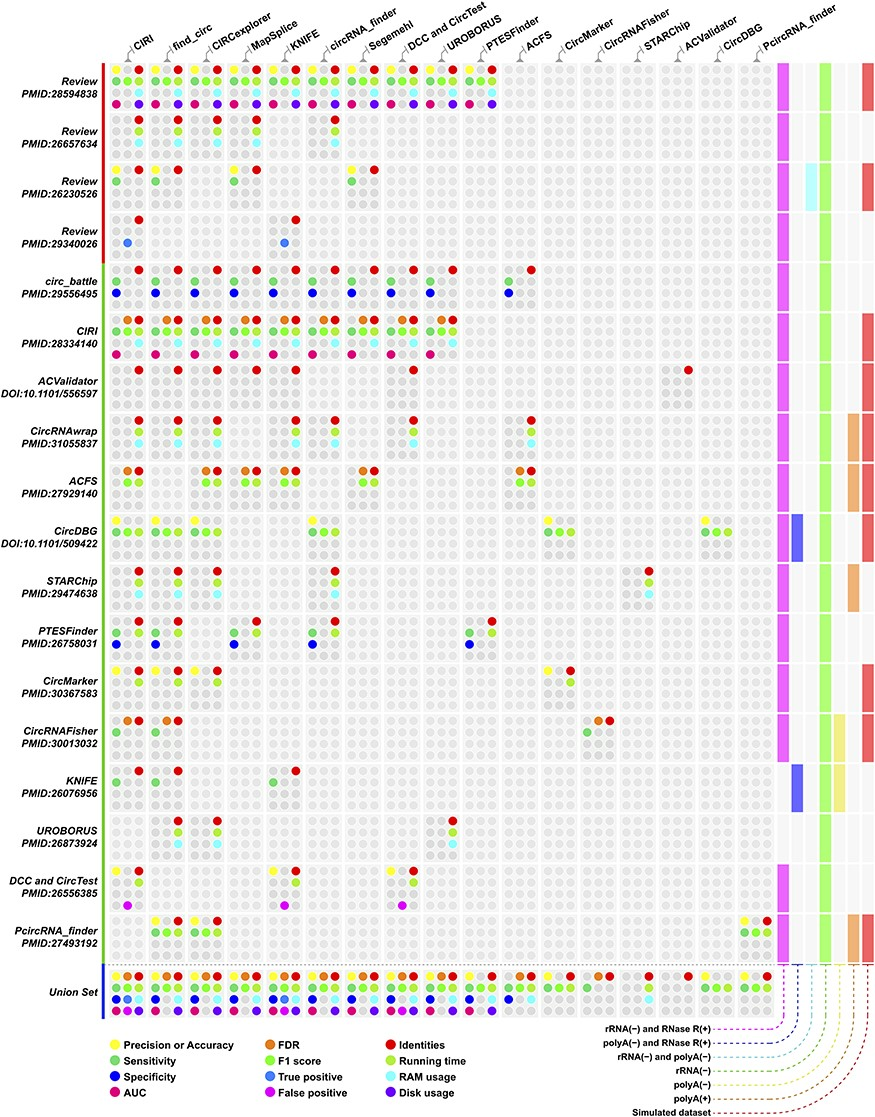 CIRI
find_circ
CIRCexplorer
MapSplice
KNIFE
circRNA_finder
Segemehl
DCC and CircTest
UROBORUS
PTESFinder
ACFS
CircMarker
CircRNAFisher
STARChip
ACValidator
CircDBG
PcircRNA_finder
Review
PMID:28594838
Review
PMID:26657634
Review
PMID:26230526
Review
PMID:29340026
circ_battle
PMID:29556495
CIRI
PMID:28334140
ACValidator
DOI:10.1101/556597
CircRNAwrap
PMID:31055837
ACFS
PMID:27929140
CircDBG
DOI:10.1101/509422
STARChip
PMID:29474638
PTESFinder
PMID:26758031
CircMarker
PMID:30367583
CircRNAFisher
PMID:30013032
KNIFE
PMID:26076956
UROBORUS
PMID:26873924
DCC and CircTest
PMID:26556385
PcircRNA_finder
PMID:27493192
Union Set
Precision or Accuracy
FDR
Identities
Sensitivity
F1 score
Running time
Specificity
True positive
RAM usage
AUC
False positive
Disk usage
rRNA(−) and RNase R(+)
polyA(−) and RNase R(+)
rRNA(−) and polyA(−)
rRNA(−)
polyA(−)
polyA(+)
Simulated dataset